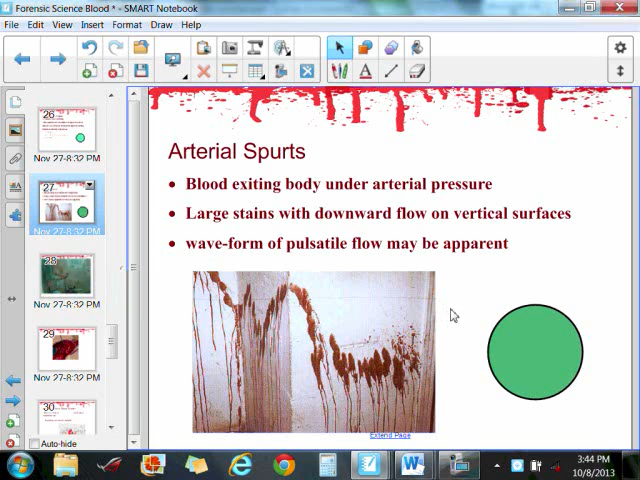 Forensic Science Blood * - SMART Notebook
File Edit View Insert Format Draw Help
26
Nov 27-8:32 PM
27
Nov 27-8:32 PM
28
Nov 27-8:32 PM
29
Nov 27-8:32 PM
30
Auto-hide
Arterial Spurts
• Blood exiting body under arterial pressure
• Large stains with downward flow on vertical surfaces
• wave-form of pulsatile flow may be apparent
Extend Page
3:44 PM
10/8/2013